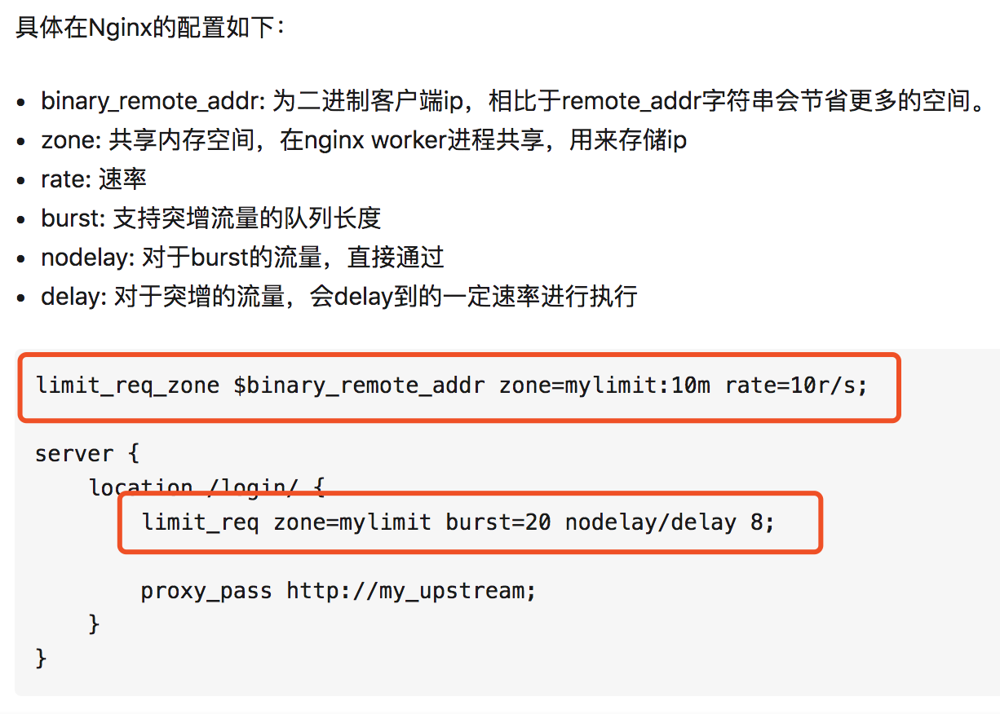 具体在Nginx的配置如下：
• binary_remote_addr: 为二进制客户端ip，相比于remote_addr字符串会节省更多的空间。
• zone: 共享内存空间，在nginx worker进程共享，用来存储ip
• rate: 速率
• burst: 支持突增流量的队列长度
• nodelay: 对于burst的流量，直接通过
• delay: 对于突增的流量，会delay到的一定速率进行执行
limit_req_zone $binary_remote_addr zone=mylimit:10m rate=10r/s;
server {
location /login/ {
limit_req zone=mylimit burst=20 nodelay/delay 8;
proxy_pass http://my_upstream;
}
}